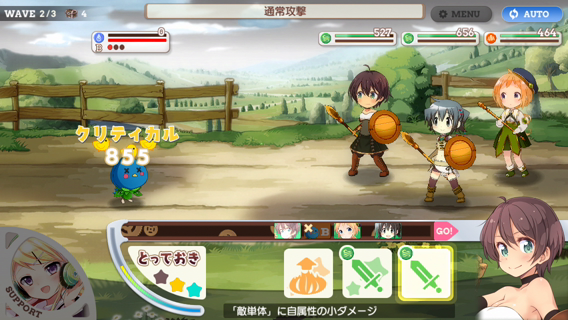 WAVE 2/3 4
通常攻撃
MENU
AUTO
0
B
527
656
464
クリティカル
855
B
GO!
とっておき
SUPPORT
「敵単体」に自属性の小ダメージ